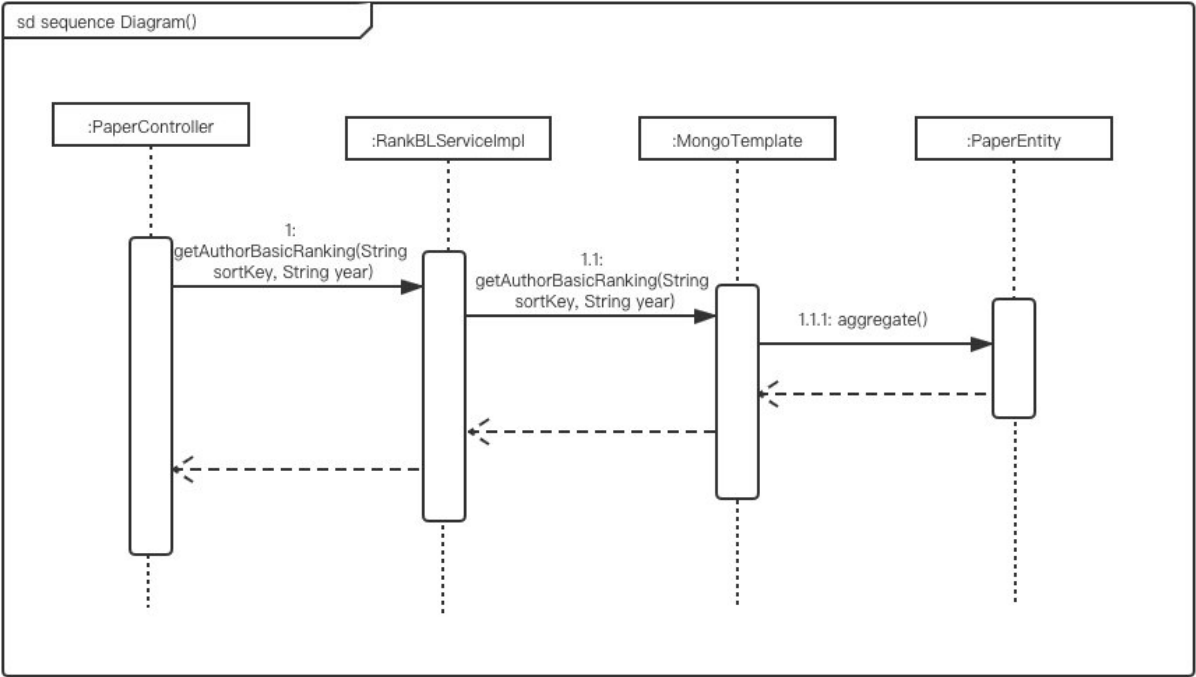 sd sequence Diagram()
:PaperController
:RankBLServiceImpl
:MongoTemplate
:PaperEntity
1:
getAuthorBasicRanking(String
sortKey, String year)
1.1:
getAuthorBasicRanking(String
sortKey, String year)
1.1.1: aggregate()